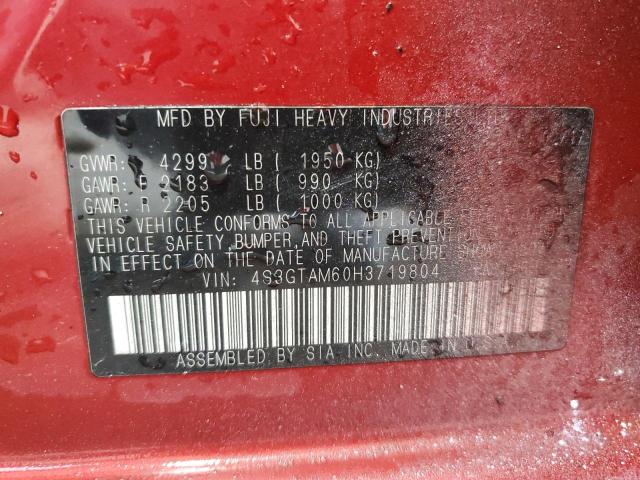 MFD BY FUJI HEAVY INDUSTRIES
GVWR: 4299 LB ( 1950 KG)
GAWR: F 2183 LB ( 990 KG)
GAWR: R 2205 LB ( 1000 KG)
THIS VEHICLE CONFORMS TO ALL APPLICABLE
VEHICLE SAFETY, BUMPER, AND THEFT PREVENTION
IN EFFECT ON THE DATE OF MANUFACTURE SHOWN
VIN: 4S3GTAM60H3719804
ASSEMBLED BY SIA INC. MADE IN